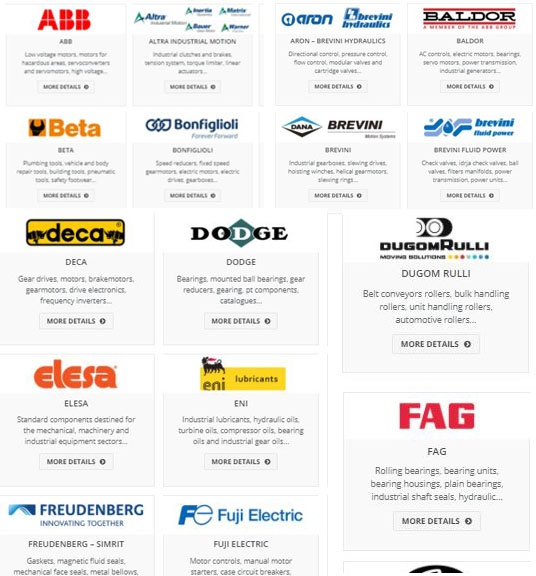 ABB
ABB
Low voltage motors, motors for
hazardous areas, servoconverters
and servomotors, high voltage...
MORE DETAILS
Altra
Industrial Motion
Inertia
Dynamics
Matrix
International
Bauer
Gear Motor
Warner
Electric
ALTRA INDUSTRIAL MOTION
Industrial clutches and brakes,
tension system, torque limiter, linear
actuators...
MORE DETAILS
aron
brevini
hydraulics
ARON – BREVINI HYDRAULICS
Directional control, pressure control,
flow control, modular valves and
cartridge valves...
MORE DETAILS
BALDOR
A MEMBER OF THE ABB GROUP
BALDOR
AC controls, electric motors, bearings,
servo motors, power transmission,
industrial generators...
MORE DETAILS
Beta
BETA
Plumbing tools, vehicle and body
repair tools, building tools, pneumatic
tools, safety footwear...
MORE DETAILS
Bonfiglioli
Forever Forward
BONFIGLIOLI
Speed reducers, fixed speed
gearmotors, electric motors, electric
drives, gearboxes...
MORE DETAILS
DANA
BREVINI
Motion Systems
BREVINI
Industrial gearboxes, slewing drives,
hoisting winches, helical gearmotors,
slewing rings...
MORE DETAILS
brevini
fluid power
BREVINI FLUID POWER
Check valves, idrja check valves, ball
valves, filters manifolds, power
transmisstion, power units...
MORE DETAILS
deca
DECA
Gear drives, motors, brakemotors,
gearmotors, drive electronics,
frequency inverters...
MORE DETAILS
DODGE
DODGE
Bearings, mounted ball bearings, gear
reducers, gearing, pt components,
catalogues...
MORE DETAILS
DUGOMRULLI
MOVING SOLUTIONS
DUGOM RULLI
Belt conveyors rollers, bulk handling
rollers, unit handling rollers,
automotive rollers...
MORE DETAILS
elesa
ELESA
Standard components destined for
the mechanical, machinery and
industrial equipment sectors...
MORE DETAILS
eni
lubricants
ENI
Industrial lubricants, hydraulic oils,
turbine oils, compressor oils, bearing
oils and industrial gear oils...
MORE DETAILS
FAG
FAG
Rolling bearings, bearing units,
bearing housings, plain bearings,
industrial shaft seals, hydraulic...
MORE DETAILS
FREUDENBERG
INNOVATING TOGETHER
FREUDENBERG – SIMRIT
Gaskets, magnetic fluid seals,
mechanical face seals, metal bellows,
Fuji Electric
FUJI ELECTRIC
Motor controls, manual motor
starters, case circuit breakers,